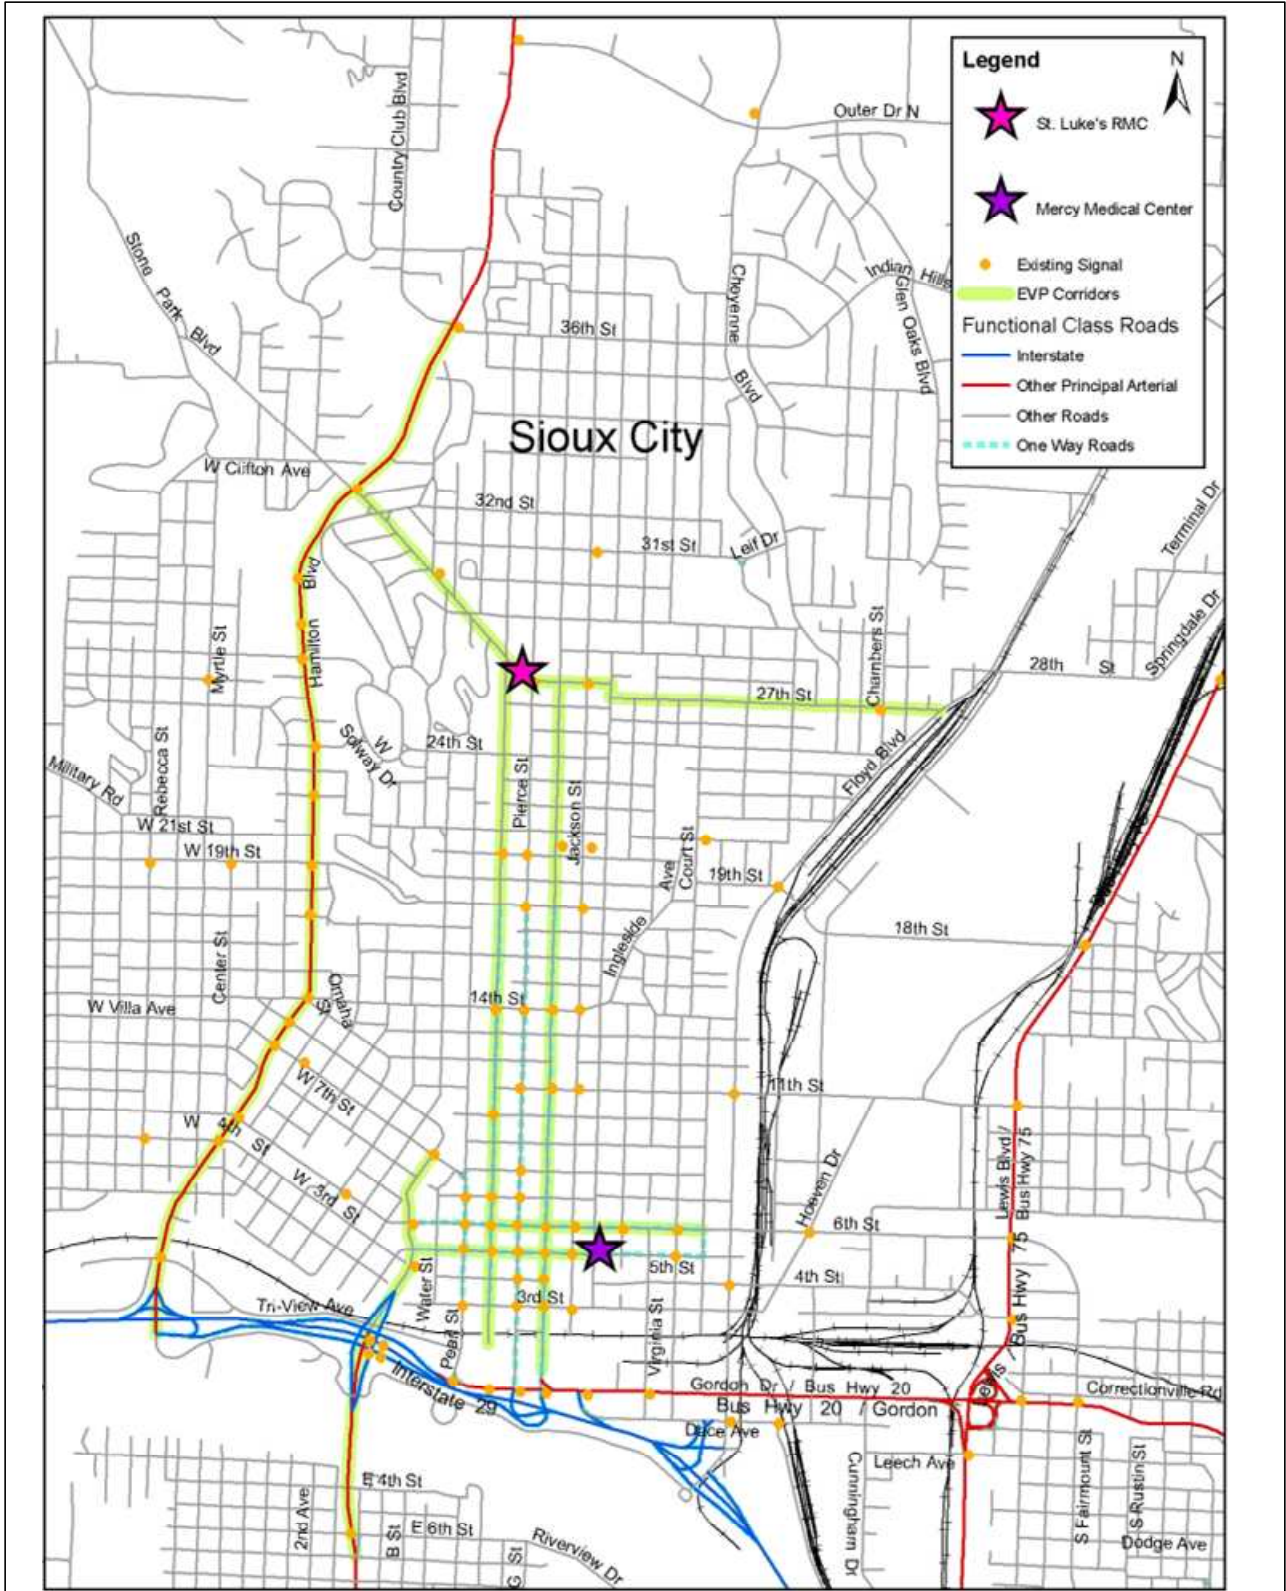 Legend
N
St. Luke's RMC
Mercy Medical Center
Existing Signal
EVP Corridors
Functional Class Roads
Interstate
Other Principal Arterial
Other Roads
One Way Roads
Outer Dr N
Country Club Blvd
Stone Park Blvd
Choyenne Blvd
Indian Hills
Glen Oaks Blvd
36th St
Sioux City
W Clifton Ave
32nd St
31st St
Leif Dr
Terminal Dr
Springdale Dr
Hamilton Blvd
Myrtle St
Chambers St
28th St
27th St
Rebecca St
W Solway Dr
24th St
Military Rd
Pierce St
Jackson St
Floyd Blvd
W 21st St
W 19th St
Court St
Ave
19th St
Ingleside
18th St
Center St
Omaha St
14th St
W Villa Ave
W 7th St
11th St
W 4th St
W 3rd St
Hoeven Dr
Lewis Blvd /
Bus Hwy 75
6th St
5th St
4th St
Water St
3rd St
Tri-View Ave
Pearl St
Virginia St
Lewis / Bus Hwy 75
Interstate 29
Gordon Dr / Bus Hwy 20
Correctionville Rd
Bus Hwy 20 / Gordon
Dace Ave
Leech Ave
Cunningham Dr
S Fairmount St
S Rustin St
Dodge Ave
E 4th St
2nd Ave
B St
E 6th St
Riverview Dr
G St